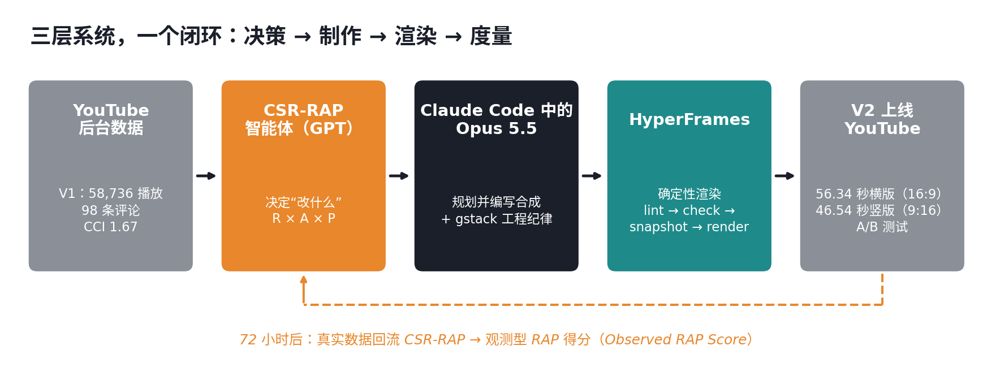 三层系统，一个闭环：决策 → 制作 → 渲染 → 度量
YouTube
后台数据
V1：58,736 播放
98 条评论
CCI 1.67
CSR-RAP
智能体（GPT）
决定“改什么”
R × A × P
Claude Code 中的
Opus 5.5
规划并编写合成
+ gstack 工程纪律
HyperFrames
确定性渲染
lint → check →
snapshot → render
V2 上线
YouTube
56.34 秒横版（16:9）
46.54 秒竖版（9:16）
A/B 测试
72 小时后：真实数据回流 CSR-RAP → 观测型 RAP 得分（Observed RAP Score）